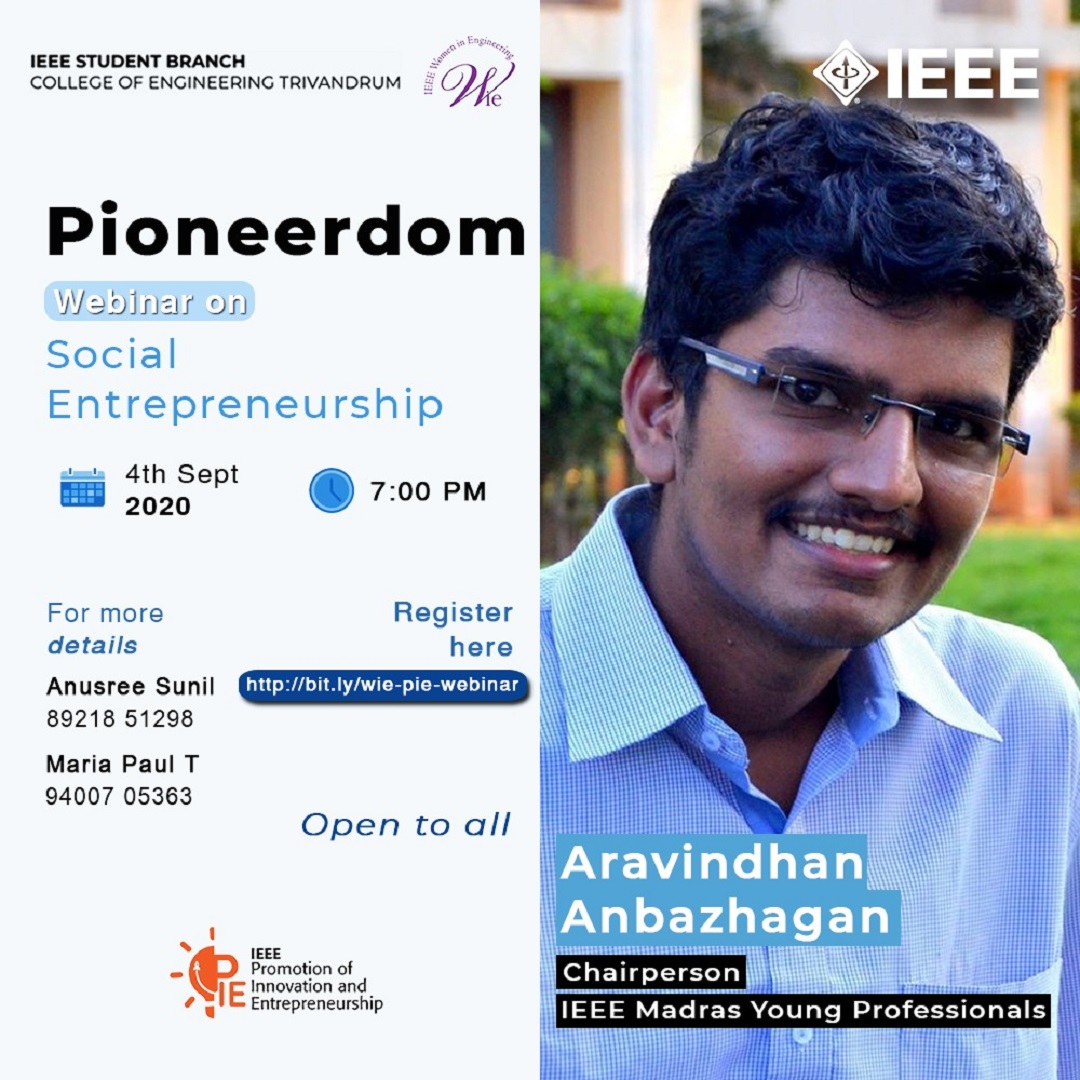 IEEE STUDENT BRANCH
COLLEGE OF ENGINEERING TRIVANDRUM
IEEE Women in Engineering
WIe
IEEE
Pioneerdom
Webinar on
Social
Entrepreneurship
4th Sept
2020
7:00 PM
For more
details
Anusree Sunil
89218 51298
Maria Paul T
94007 05363
Register
here
http://bit.ly/wie-pie-webinar
Open to all
PIE
IEEE
Promotion of
Innovation and
Entrepreneurship
Aravindhan
Anbazhagan
Chairperson
IEEE Madras Young Professionals